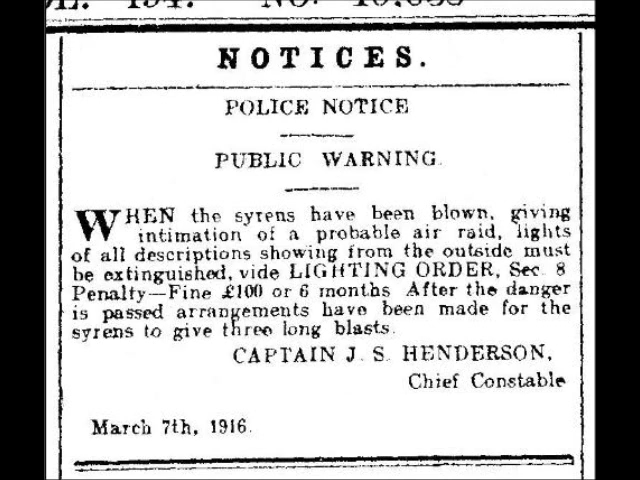 NOTICES.
POLICE NOTICE
PUBLIC WARNING.
WHEN the syrens have been blown, giving
intimation of a probable air raid, lights
of all descriptions showing from the outside must
be extinguished, vide LIGHTING ORDER, Sec. 8
Penalty—Fine £100 or 6 months After the danger
is passed arrangements have been made for the
syrens to give three long blasts.
CAPTAIN J. S. HENDERSON,
Chief Constable
March 7th, 1916.